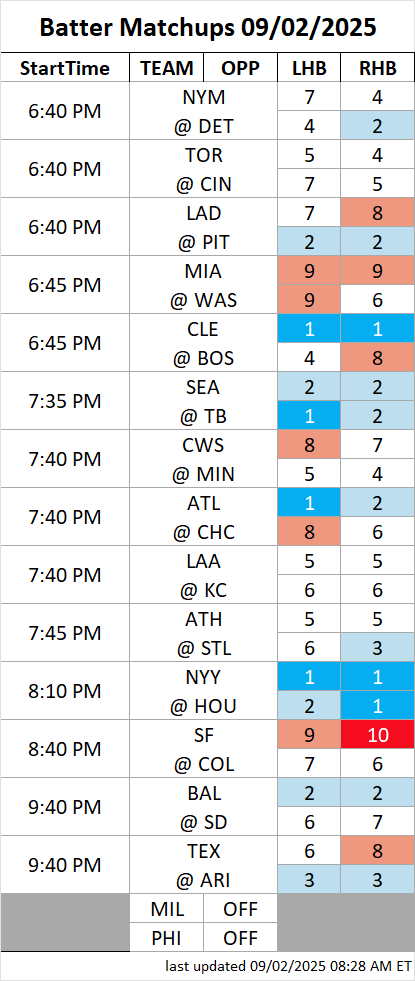 Batter Matchups 09/02/2025
StartTime TEAM OPP LHB RHB
6:40 PM NYM 7 4
@ DET 4 2
6:40 PM TOR 5 4
@ CIN 7 5
6:40 PM LAD 7 8
@ PIT 2 2
6:45 PM MIA 9 9
@ WAS 9 6
6:45 PM CLE 1 1
@ BOS 4 8
7:35 PM SEA 2 2
@ TB 1 2
7:40 PM CWS 8 7
@ MIN 5 4
7:40 PM ATL 1 2
@ CHC 8 6
7:40 PM LAA 5 5
@ KC 6 6
7:45 PM ATH 5 5
@ STL 6 3
8:10 PM NYY 1 1
@ HOU 2 1
8:40 PM SF 9 10
@ COL 7 6
9:40 PM BAL 2 2
@ SD 6 7
9:40 PM TEX 6 8
@ ARI 3 3
MIL OFF
PHI OFF
last updated 09/02/2025 08:28 AM ET